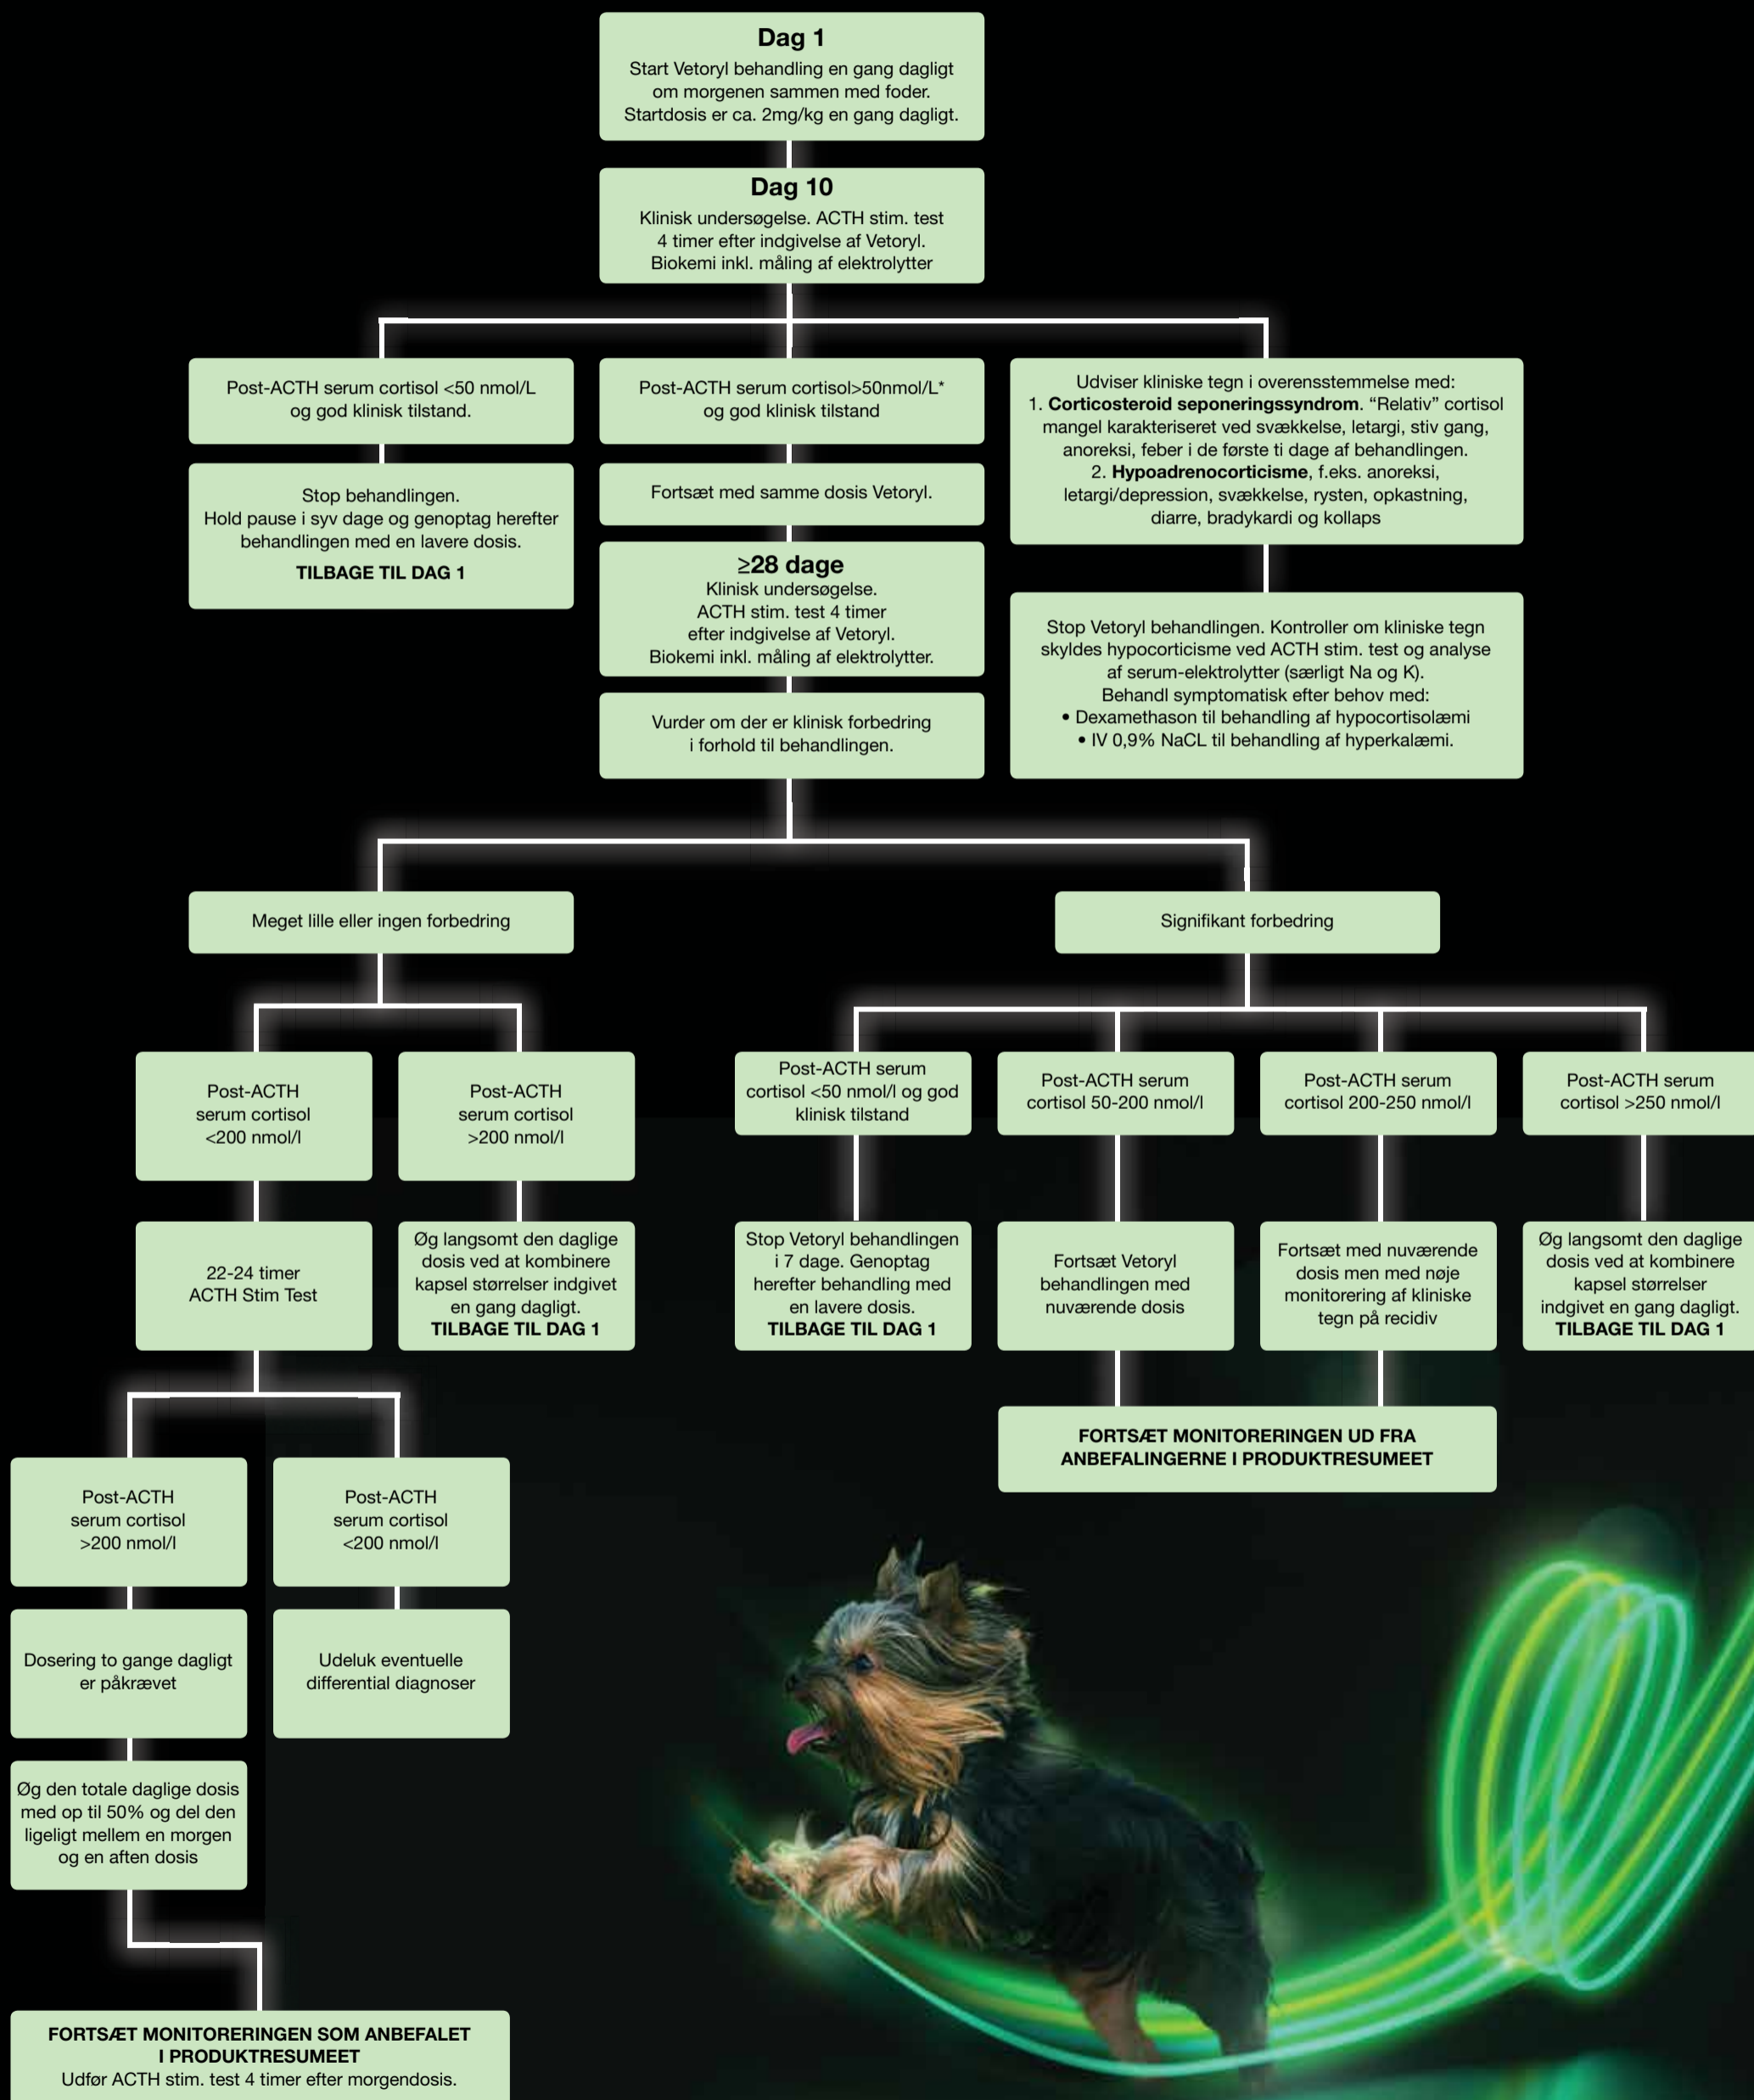 Dag 1
Start Vetoryl behandling en gang dagligt
om morgenen sammen med foder.
Startdosis er ca. 2mg/kg en gang dagligt.
Dag 10
Klinisk undersøgelse. ACTH stim. test
4 timer efter indgivelse af Vetoryl.
Biokemi inkl. måling af elektrolytter
Post-ACTH serum cortisol <50 nmol/L
og god klinisk tilstand.
Stop behandlingen.
Hold pause i syv dage og genoptag herefter
behandlingen med en lavere dosis.
TILBAGE TIL DAG 1
Post-ACTH serum cortisol>50nmol/L*
og god klinisk tilstand
Fortsæt med samme dosis Vetoryl.
≥28 dage
Klinisk undersøgelse.
ACTH stim. test 4 timer
efter indgivelse af Vetoryl.
Biokemi inkl. måling af elektrolytter.
Vurder om der er klinisk forbedring
i forhold til behandlingen.
Udviser kliniske tegn i overensstemmelse med:
1. Corticosteroid seponeringssyndrom. “Relativ” cortisol
mangel karakteriseret ved svækkelse, letargi, stiv gang,
anoreksi, feber i de første ti dage af behandlingen.
2. Hypoadrenocorticisme, f.eks. anoreksi,
letargi/depression, svækkelse, rysten, opkastning,
diarre, bradykardi og kollaps
Stop Vetoryl behandlingen. Kontroller om kliniske tegn
skyldes hypocorticisme ved ACTH stim. test og analyse
af serum-elektrolytter (særligt Na og K).
Behandl symptomatisk efter behov med:
• Dexamethason til behandling af hypocortisolæmi
• IV 0,9% NaCL til behandling af hyperkalæmi.
Meget lille eller ingen forbedring
Post-ACTH
serum cortisol
<200 nmol/l
22-24 timer
ACTH Stim Test
Post-ACTH
serum cortisol
>200 nmol/l
Øg langsomt den daglige
dosis ved at kombinere
kapsel størrelser indgivet
en gang dagligt.
TILBAGE TIL DAG 1
Signifikant forbedring
Post-ACTH serum
cortisol <50 nmol/l og god
klinisk tilstand
Stop Vetoryl behandlingen
i 7 dage. Genoptag
herefter behandling med
en lavere dosis.
TILBAGE TIL DAG 1
Post-ACTH serum
cortisol 50-200 nmol/l
Fortsæt Vetoryl
behandlingen med
nuværende dosis
Post-ACTH serum
cortisol 200-250 nmol/l
Fortsæt med nuværende
dosis men med nøje
monitorering af kliniske
tegn på recidiv
Post-ACTH serum
cortisol >250 nmol/l
Øg langsomt den daglige
dosis ved at kombinere
kapsel størrelser
indgivet en gang dagligt.
TILBAGE TIL DAG 1
FORTSÆT MONITORERINGEN UD FRA
ANBEFALINGERNE I PRODUKTRESUMEET
Post-ACTH
serum cortisol
>200 nmol/l
Dosering to gange dagligt
er påkrævet
Øg den totale daglige dosis
med op til 50% og del den
ligeligt mellem en morgen
og en aften dosis
Post-ACTH
serum cortisol
<200 nmol/l
Udeluk eventuelle
differential diagnoser
FORTSÆT MONITORERINGEN SOM ANBEFALET
I PRODUKTRESUMEET
Udfør ACTH stim. test 4 timer efter morgendosis.